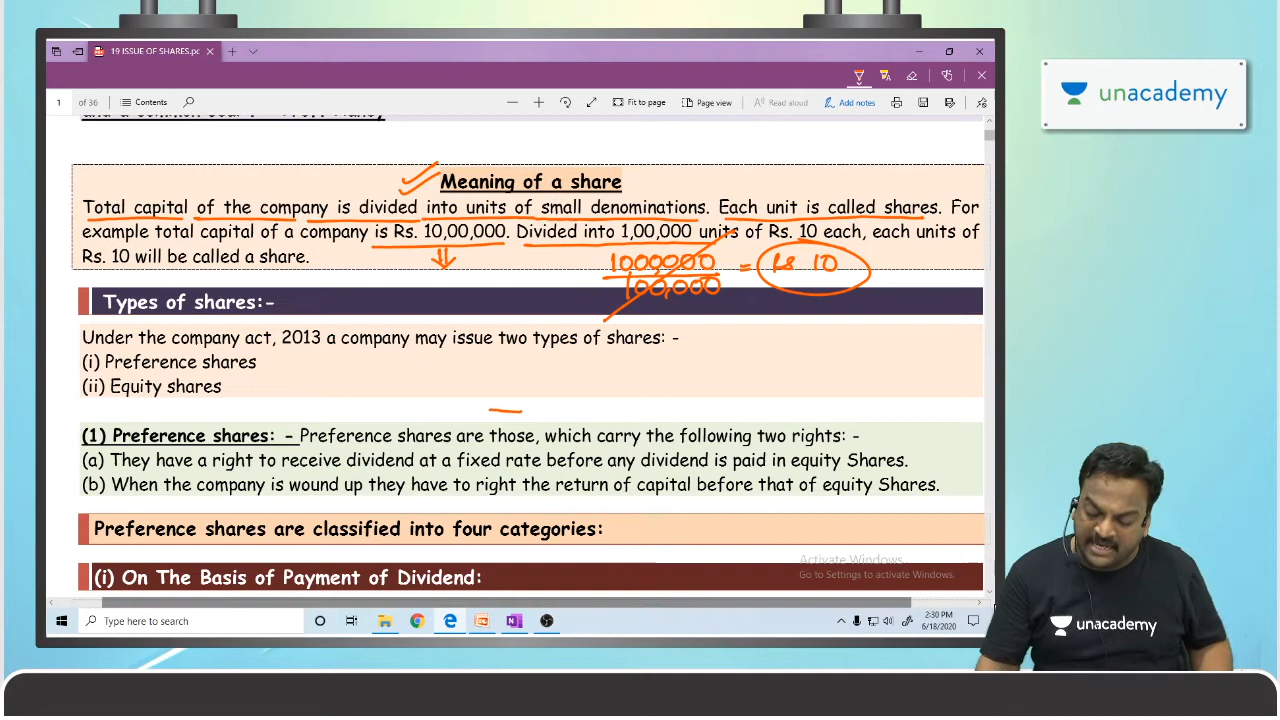 19 ISSUE OF SHARES.pd
1 of 36 Contents Fit to page Page view Read aloud Add notes
unacademy
Meaning of a share
Total capital of the company is divided into units of small denominations. Each unit is called shares. For
example total capital of a company is Rs. 10,00,000. Divided into 1,00,000 units of Rs. 10 each, each units of
Rs. 10 will be called a share.
1000,000
100,000
= Rs 10
Types of shares:-
Under the company act, 2013 a company may issue two types of shares: -
(i) Preference shares
(ii) Equity shares
(1) Preference shares: - Preference shares are those, which carry the following two rights: -
(a) They have a right to receive dividend at a fixed rate before any dividend is paid in equity Shares.
(b) When the company is wound up they have to right the return of capital before that of equity Shares.
Preference shares are classified into four categories:
(i) On The Basis of Payment of Dividend:
Activate Windows
Go to Settings to activate Windows.
Type here to search
2:30 PM
6/18/2020
unacademy